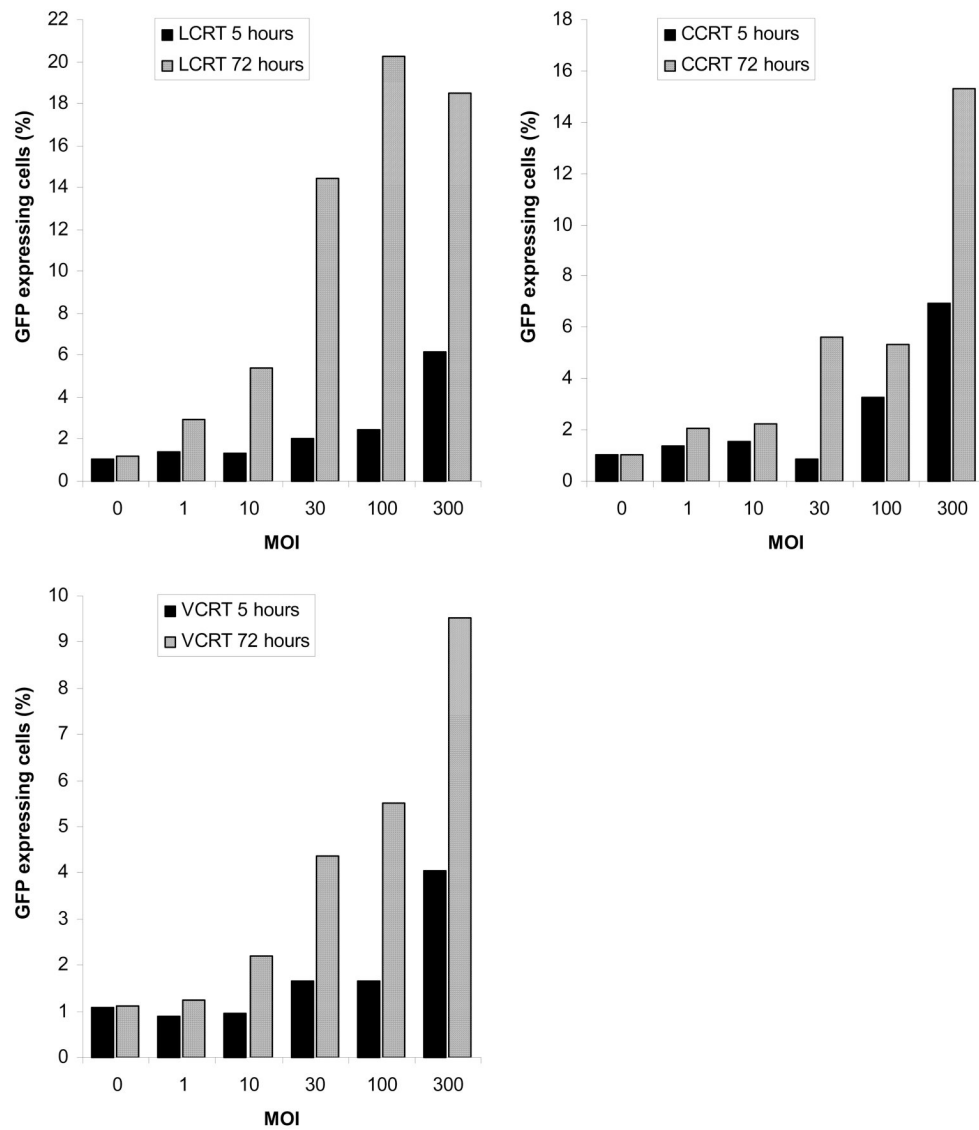 LCRT 5 hours
LCRT 72 hours
GFP expressing cells (%)
22
20
18
16
14
12
10
8
6
4
2
0
0 1 10 30 100 300
MOI
CCRT 5 hours
CCRT 72 hours
GFP expressing cells (%)
18
16
14
12
10
8
6
4
2
0
0 1 10 30 100 300
MOI
VCRT 5 hours
VCRT 72 hours
GFP expressing cells (%)
10
9
8
7
6
5
4
3
2
1
0
0 1 10 30 100 300
MOI